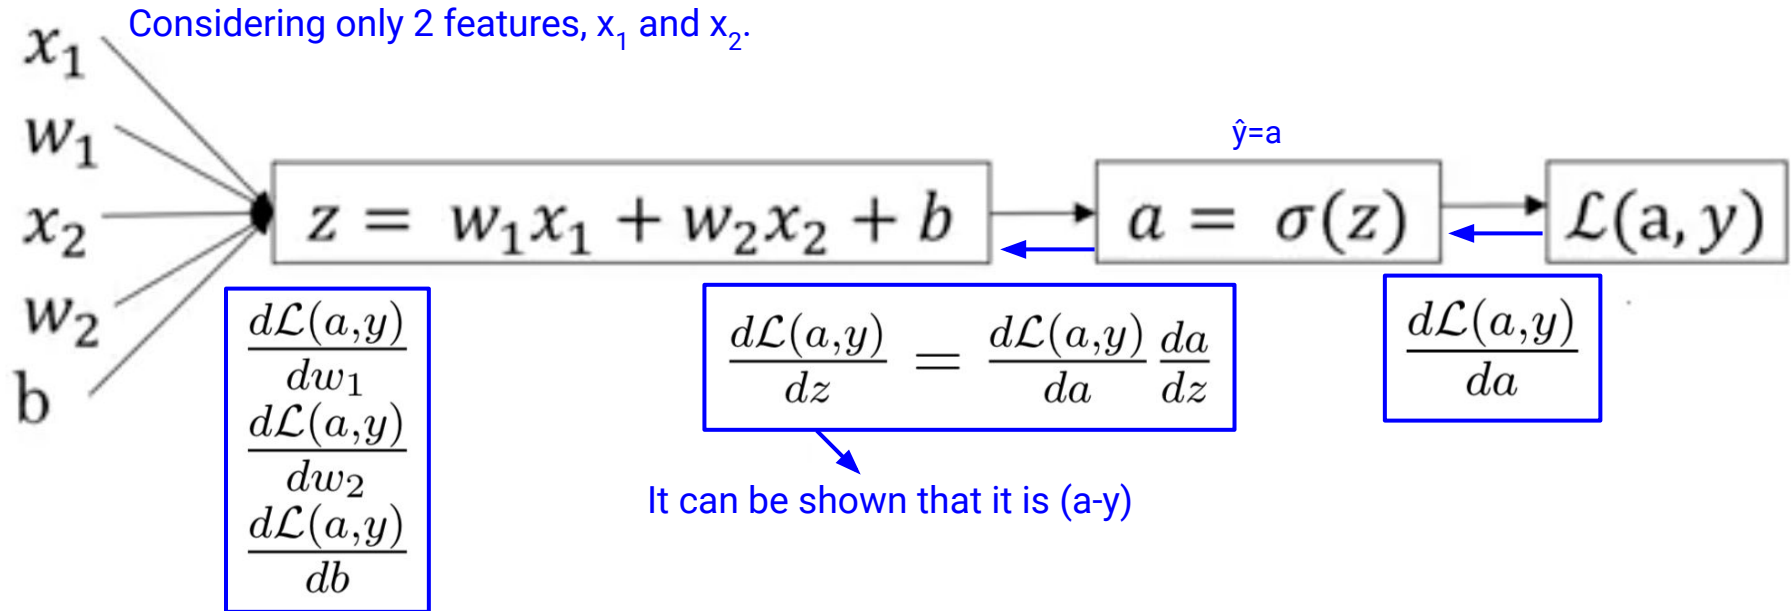 Considering only 2 features, x₁ and x₂.
x₁
w₁
x₂
w₂
b
z = w₁x₁ + w₂x₂ + b
ŷ=a
a = σ(z)
ℒ(a, y)
dℒ(a,y)/dw₁
dℒ(a,y)/dw₂
dℒ(a,y)/db
dℒ(a,y)/dz = dℒ(a,y)/da da/dz
dℒ(a,y)/da
It can be shown that it is (a-y)